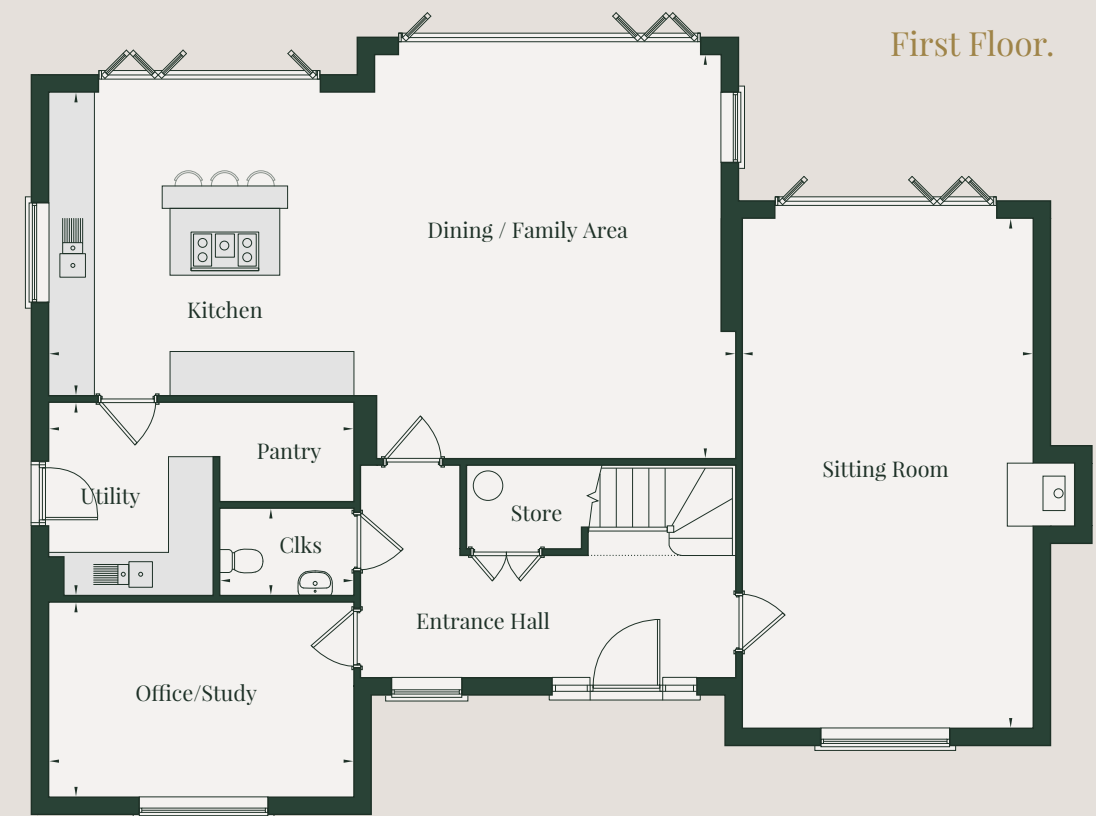 First Floor.
Dining / Family Area
Kitchen
Pantry
Sitting Room
Utility
Store
Clks
Entrance Hall
Office/Study